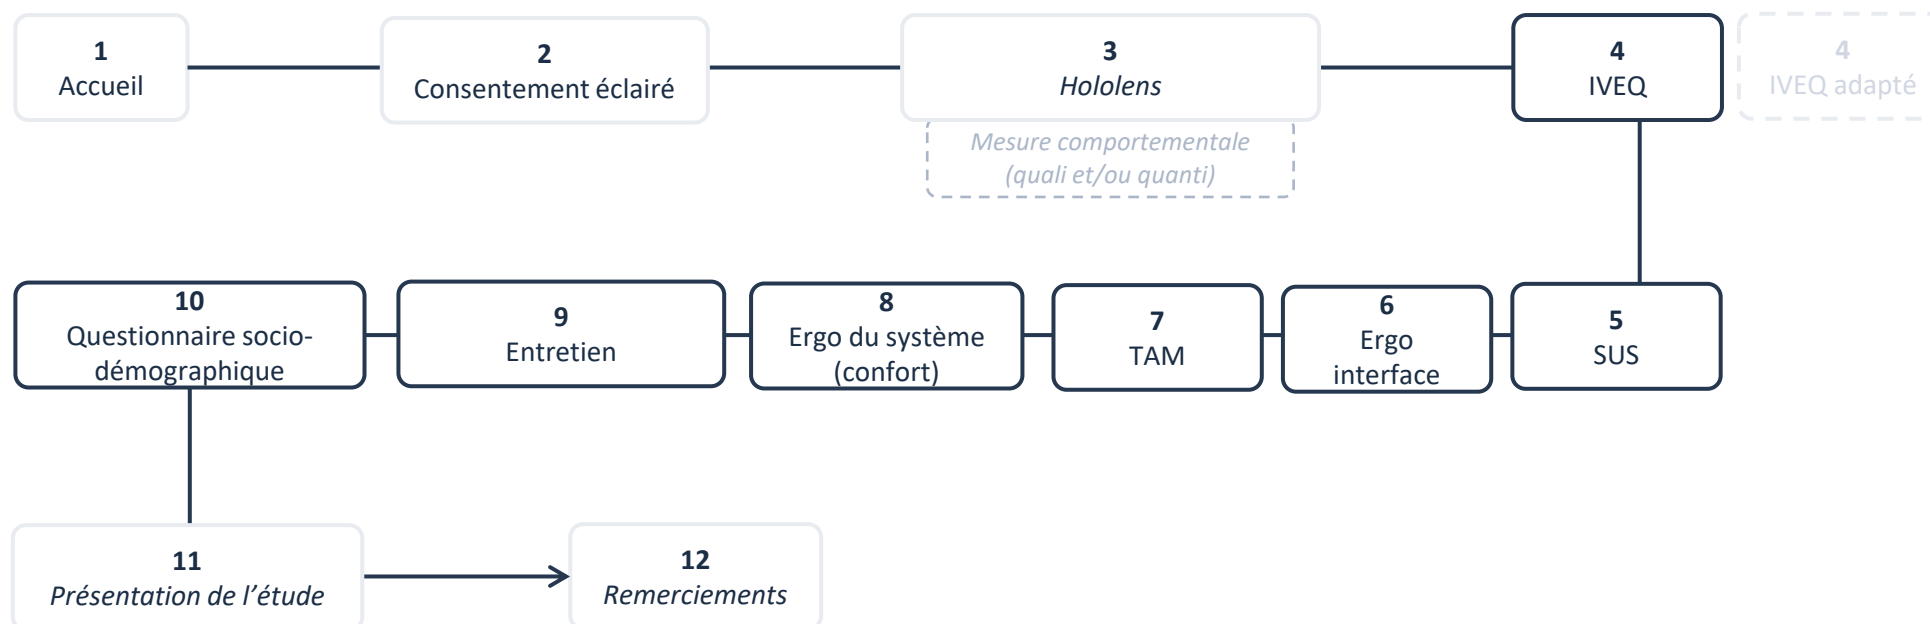 1
Accueil
2
Consentement éclairé
3
Hololens
4
IVEQ
4
IVEQ adapté
Mesure comportementale
(quali et/ou quanti)
10
Questionnaire socio-
démographique
9
Entretien
8
Ergo du système
(confort)
7
TAM
6
Ergo
interface
5
SUS
11
Présentation de l’étude
12
Remerciements